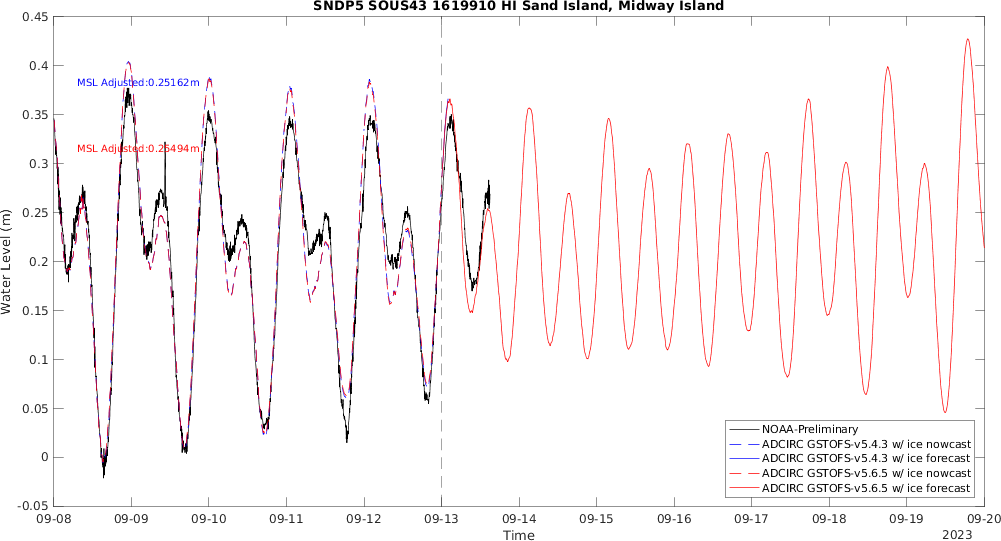 SNDP5 SOUS43 1619910 HI Sand Island, Midway Island
0.45
0.4
0.35
0.3
0.25
0.2
0.15
0.1
0.05
0
-0.05
Water Level (m)
MSL Adjusted:0.25162m
MSL Adjusted:0.26494m
NOAA-Preliminary
ADCIRC GSTOFS-v5.4.3 w/ ice nowcast
ADCIRC GSTOFS-v5.4.3 w/ ice forecast
ADCIRC GSTOFS-v5.6.5 w/ ice nowcast
ADCIRC GSTOFS-v5.6.5 w/ ice forecast
09-08 09-09 09-10 09-11 09-12 09-13 09-14 09-15 09-16 09-17 09-18 09-19 09-20
Time
2023